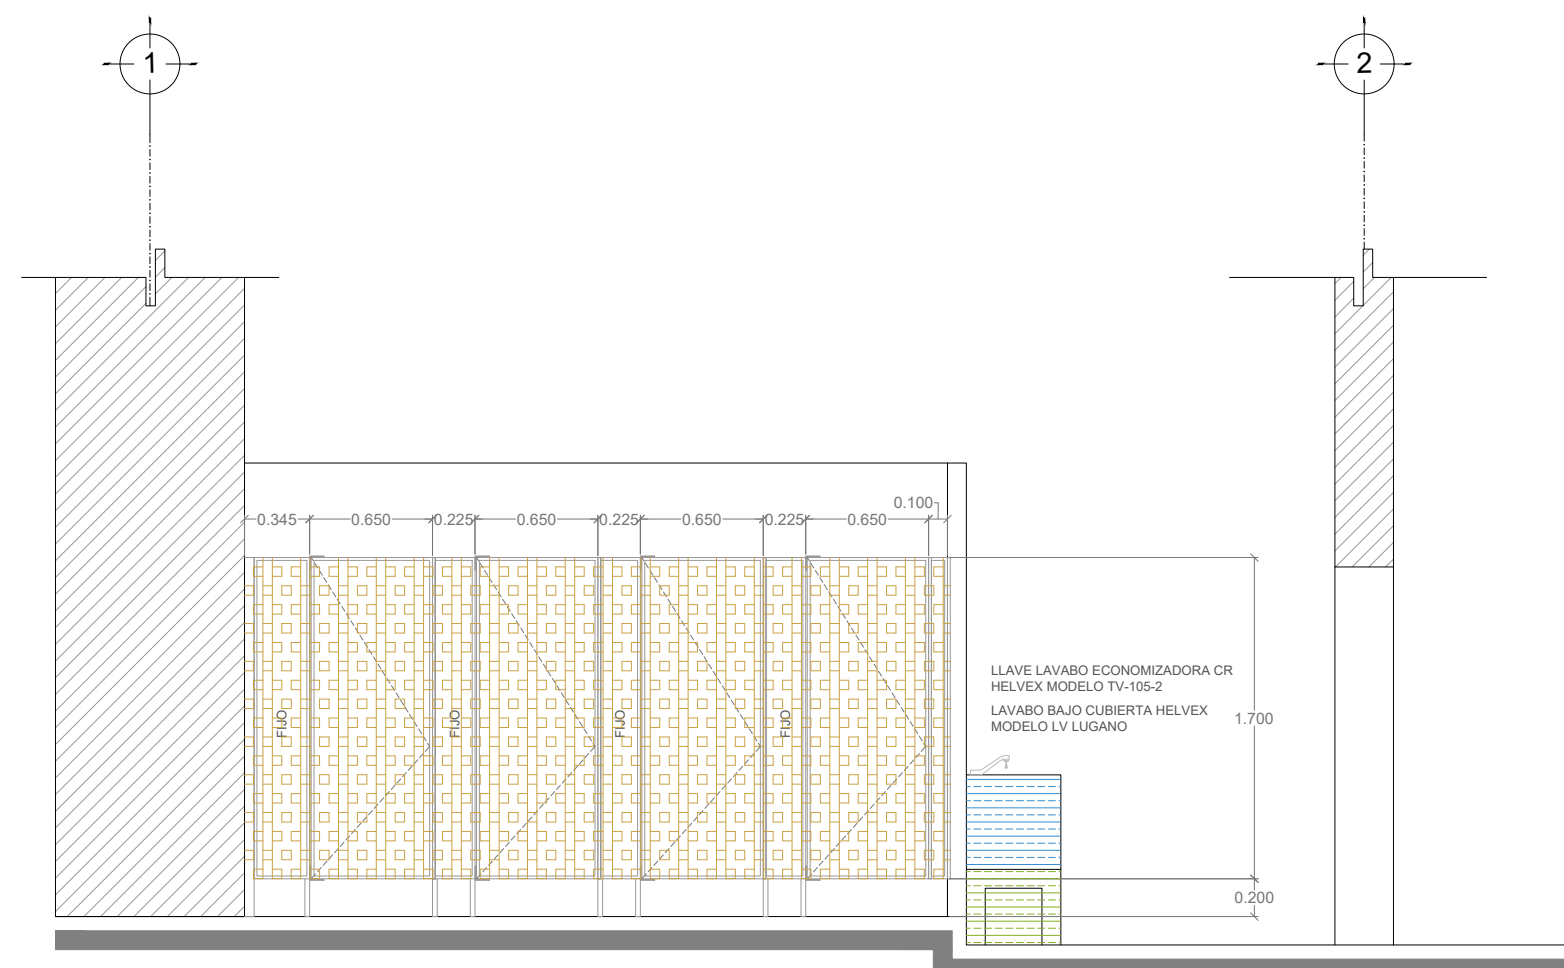 1
2
0.100
0.345 0.650 0.225 0.650 0.225 0.650 0.225 0.650
LLAVE LAVABO ECONOMIZADORA CR
HELVEX MODELO TV-105-2
LAVABO BAJO CUBIERTA HELVEX
MODELO LV LUGANO
1.700
FIJO
FIJO
FIJO
FIJO
0.200